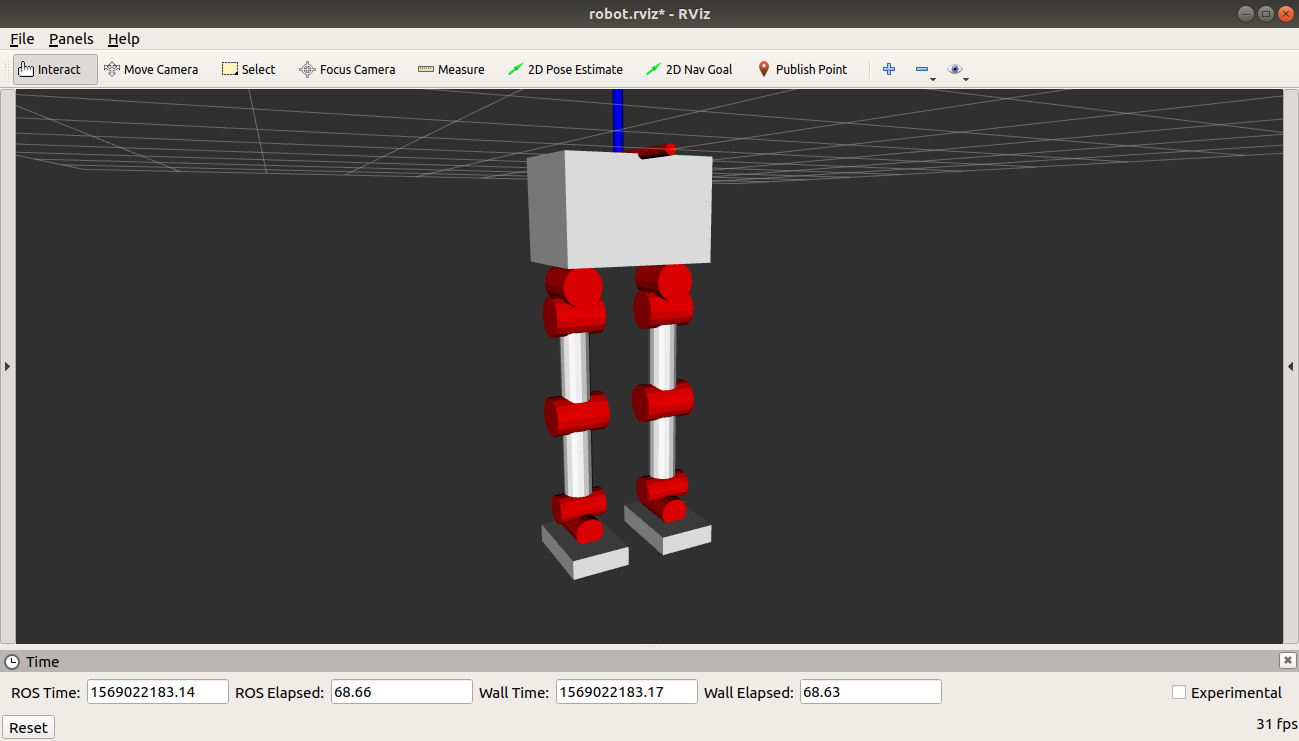 robot.rviz* - RViz
File Panels Help
Interact Move Camera Select Focus Camera Measure 2D Pose Estimate 2D Nav Goal Publish Point
Time
ROS Time: 1569022183.14 ROS Elapsed: 68.66 Wall Time: 1569022183.17 Wall Elapsed: 68.63 Experimental
Reset 31 fps